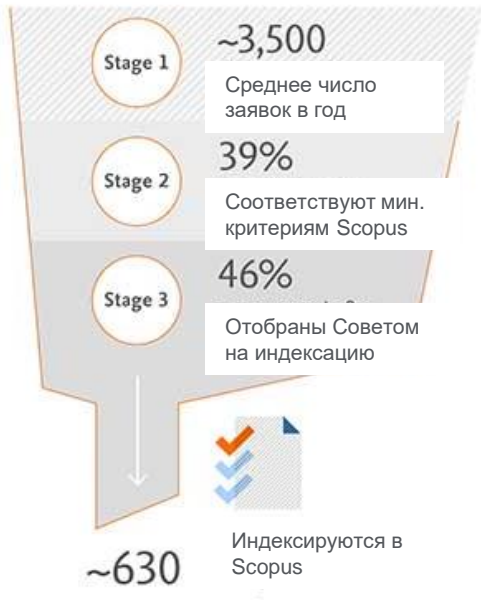 Stage 1
~3,500
Среднее число
заявок в год
Stage 2
39%
Соответствуют мин.
критериям Scopus
Stage 3
46%
Отобраны Советом
на индексацию
Индексируются в
Scopus
~630